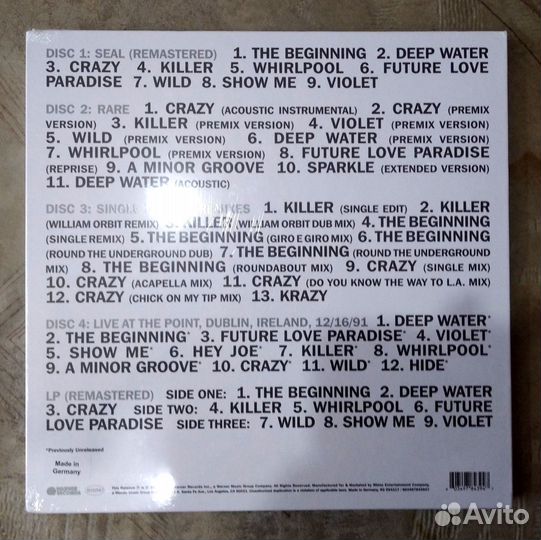 DISC 1: SEAL (REMASTERED) 1. THE BEGINNING 2. DEEP WATER
3. CRAZY 4. KILLER 5. WHIRLPOOL 6. FUTURE LOVE
PARADISE 7. WILD 8. SHOW ME 9. VIOLET
DISC 2: RARE 1. CRAZY (ACOUSTIC INSTRUMENTAL) 2. CRAZY (PREMIX
VERSION) 3. KILLER (PREMIX VERSION) 4. VIOLET (PREMIX VERSION)
5. WILD (PREMIX VERSION) 6. DEEP WATER (PREMIX VERSION)
7. WHIRLPOOL (PREMIX VERSION) 8. FUTURE LOVE PARADISE
(REPRISE) 9. A MINOR GROOVE 10. SPARKLE (EXTENDED VERSION)
11. DEEP WATER (ACOUSTIC)
DISC 3: SINGLE 1. KILLER (SINGLE EDIT) 2. KILLER
(WILLIAM ORBIT REMIX) 3. KILLER (WILLIAM ORBIT DUB MIX) 4. THE BEGINNING
(SINGLE REMIX) 5. THE BEGINNING (GIRO E GIRO MIX) 6. THE BEGINNING
(ROUND THE UNDERGROUND DUB) 7. THE BEGINNING (ROUND THE UNDERGROUND
MIX) 8. THE BEGINNING (ROUNDABOUT MIX) 9. CRAZY (SINGLE MIX)
10. CRAZY (ACAPELLA MIX) 11. CRAZY (DO YOU KNOW THE WAY TO L.A. MIX)
12. CRAZY (CHICK ON MY TIP MIX) 13. KRAZY
DISC 4: LIVE AT THE POINT, DUBLIN, IRELAND, 12/16/91 1. DEEP WATER*
2. THE BEGINNING* 3. FUTURE LOVE PARADISE* 4. VIOLET*
5. SHOW ME* 6. HEY JOE* 7. KILLER* 8. WHIRLPOOL*
9. A MINOR GROOVE* 10. CRAZY* 11. WILD* 12. HIDE*
LP (REMASTERED) SIDE ONE: 1. THE BEGINNING 2. DEEP WATER
3. CRAZY SIDE TWO: 4. KILLER 5. WHIRLPOOL 6. FUTURE
LOVE PARADISE SIDE THREE: 7. WILD 8. SHOW ME 9. VIOLET
*Previously Unreleased
Made in
Germany
Avito